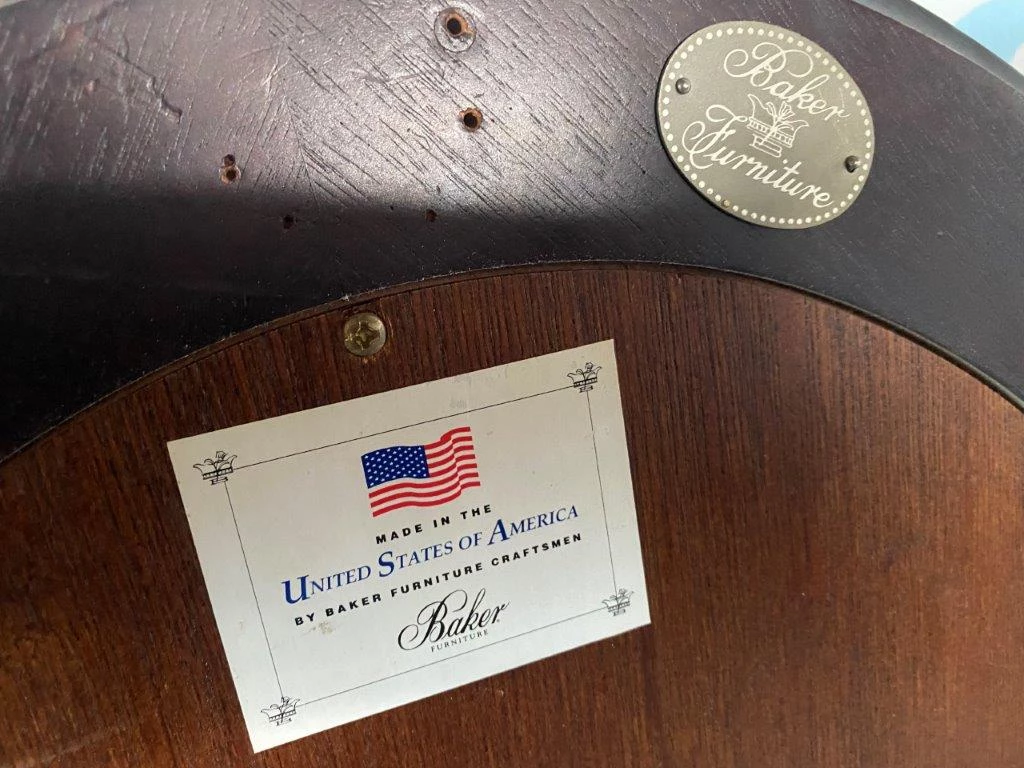 Baker
Furniture
MADE IN THE
UNITED STATES OF AMERICA
BY BAKER FURNITURE CRAFTSMEN
Baker
FURNITURE